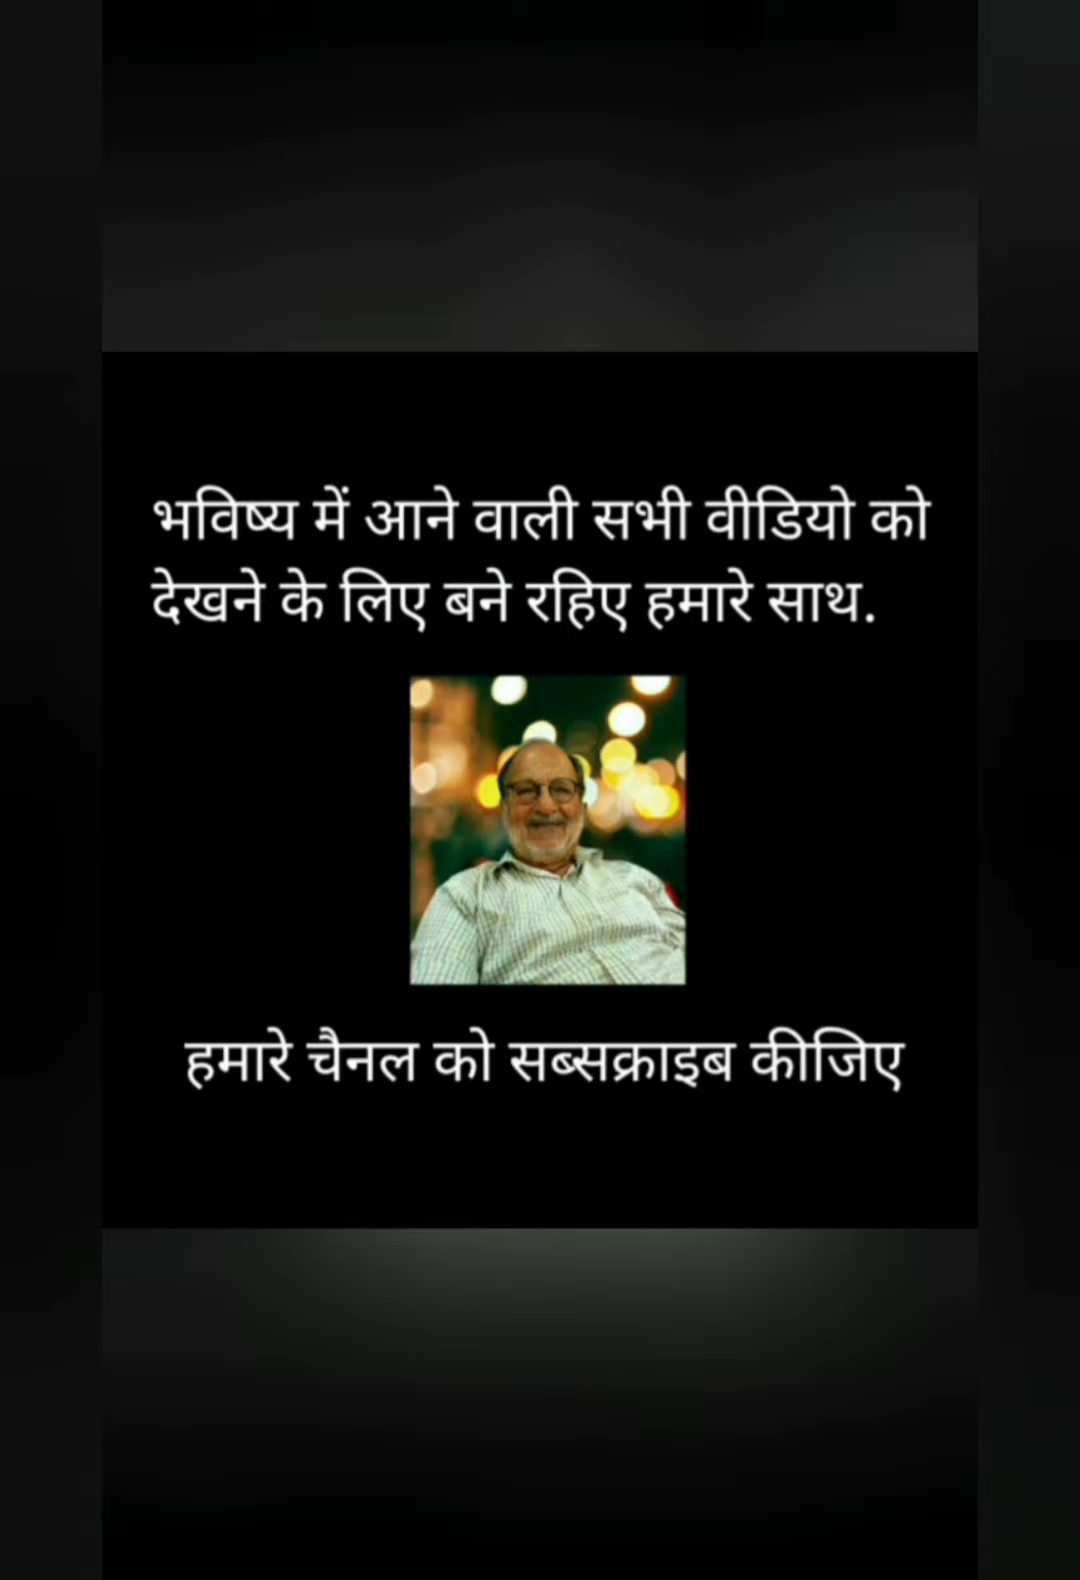 भविष्य में आने वाली सभी वीडियो को
देखने के लिए बने रहिए हमारे साथ.
हमारे चैनल को सब्सक्राइब कीजिए